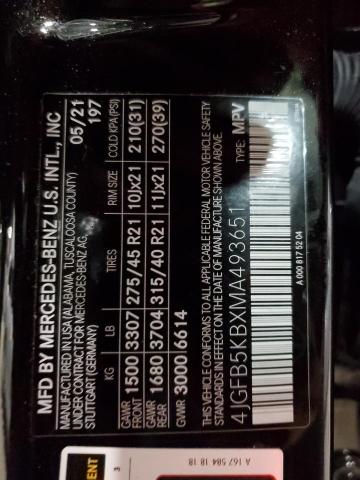 MFD BY MERCEDES-BENZ U.S. INTL., INC.
MANUFACTURED IN USA (ALABAMA, TUSCALOOSA COUNTY) 05/21
UNDER CONTRACT FOR MERCEDES-BENZ AG, 197
STUTTGART (GERMANY)
KG LB TIRES RIM SIZE COLD KPA (PSI)
GAWR FRONT 1500 3307 275/45 R21 10Jx21 210(31)
GAWR REAR 1680 3704 315/40 R21 11Jx21 270(39)
GVWR 3000 6614
THIS VEHICLE CONFORMS TO ALL APPLICABLE FEDERAL MOTOR VEHICLE SAFETY
STANDARDS IN EFFECT ON THE DATE OF MANUFACTURE SHOWN ABOVE.
4JGFB5KBXMA493651 TYPE: MPV
A 000 817 52 04
3
A 167 584 18 18